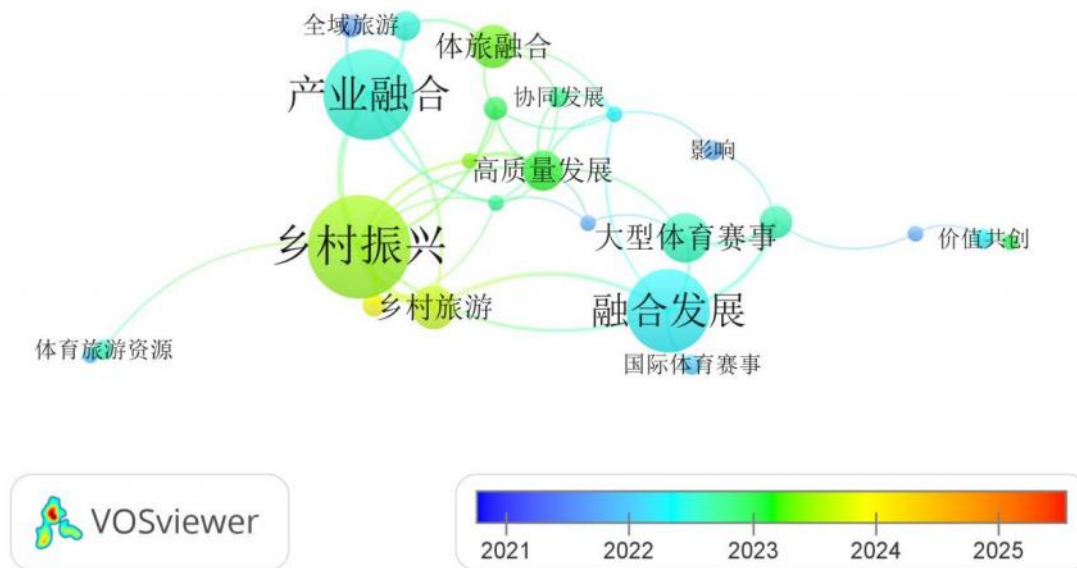 全域旅游
体旅融合
产业融合
协同发展
影响
高质量发展
大型体育赛事
价值共创
乡村振兴
乡村旅游
融合发展
体育旅游资源
国际体育赛事
VOSviewer
2021 2022 2023 2024 2025